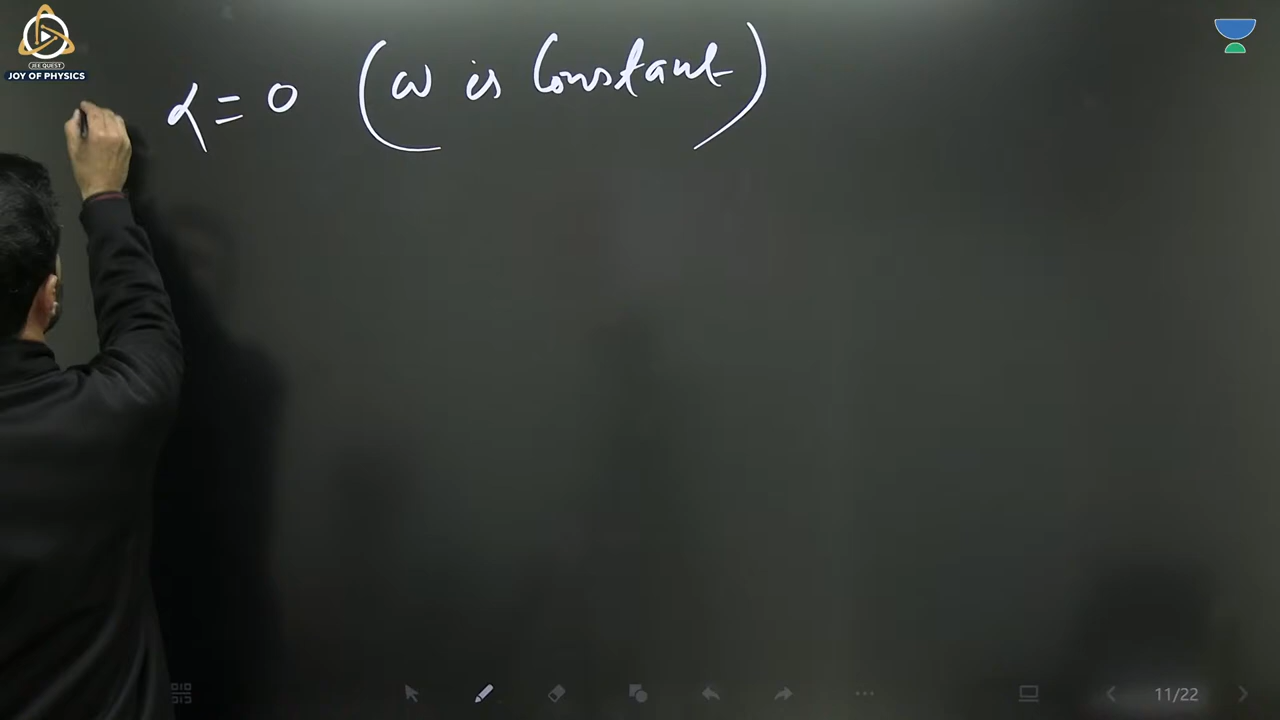 JEE QUEST
JOY OF PHYSICS
α = 0 (ω is Constant)
11/22